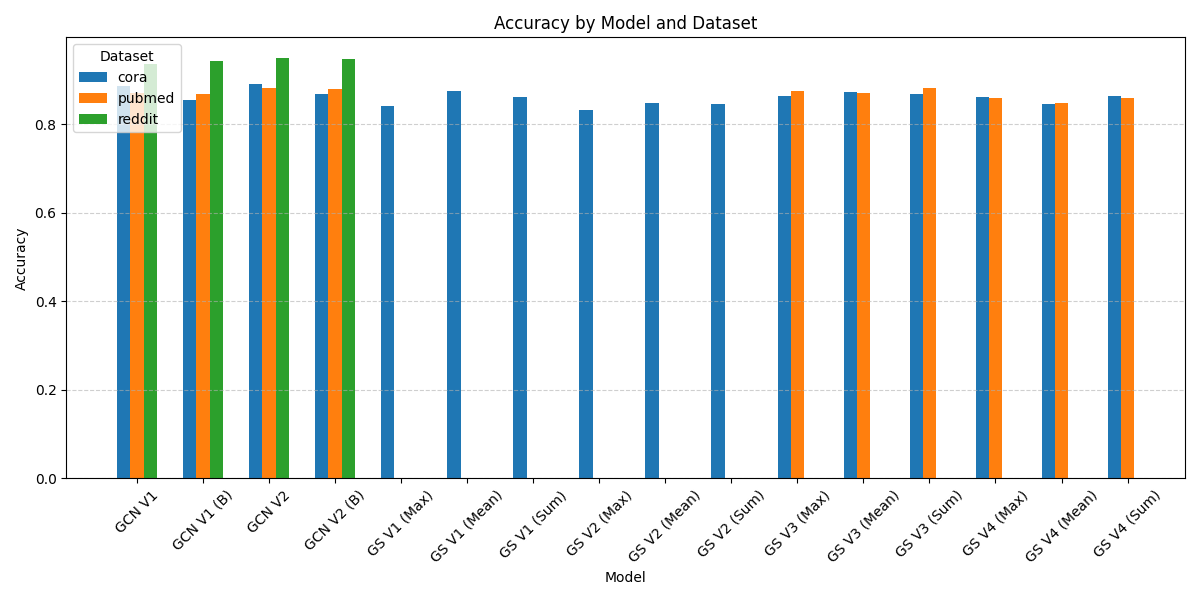 Accuracy by Model and Dataset
Dataset
cora
pubmed
reddit
Accuracy
0.8
0.6
0.4
0.2
0.0
GCN V1
GCN V1 (B)
GCN V2
GCN V2 (B)
GS V1 (Max)
GS V1 (Mean)
GS V1 (Sum)
GS V2 (Max)
GS V2 (Mean)
GS V2 (Sum)
GS V3 (Max)
GS V3 (Mean)
GS V3 (Sum)
GS V4 (Max)
GS V4 (Mean)
GS V4 (Sum)
Model